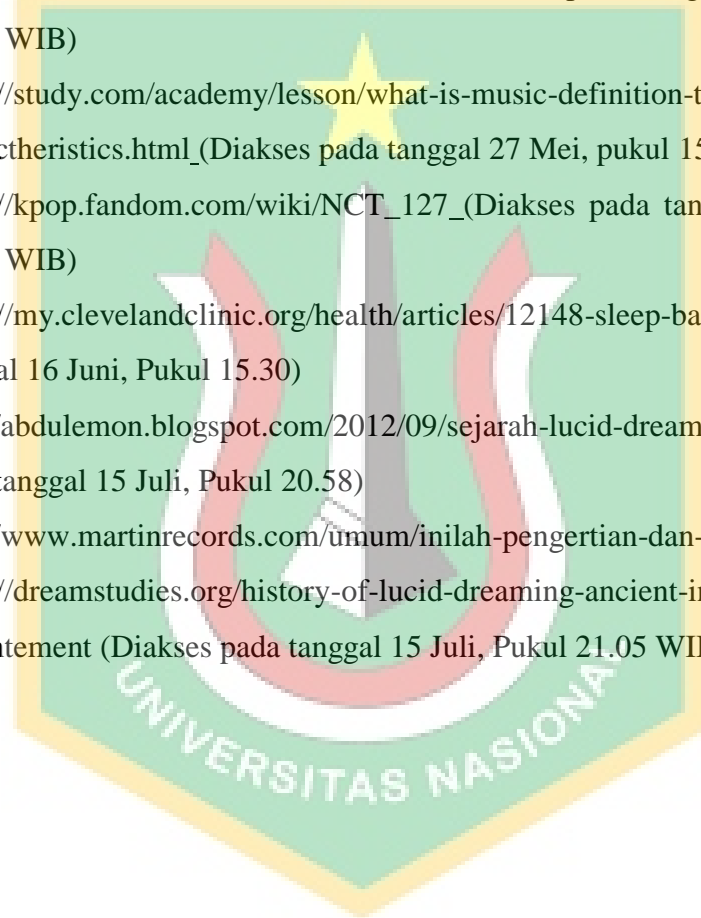 WIB)
//study.com/academy/lesson/what-is-music-definition-t
ctheristics.html (Diakses pada tanggal 27 Mei, pukul 15
//kpop.fandom.com/wiki/NCT_127 (Diakses pada tan
WIB)
//my.clevelandclinic.org/health/articles/12148-sleep-ba
al 16 Juni, Pukul 15.30)
/abdulemon.blogspot.com/2012/09/sejarah-lucid-dream
tanggal 15 Juli, Pukul 20.58)
/www.martinrecords.com/umum/inilah-pengertian-dan-
//dreamstudies.org/history-of-lucid-dreaming-ancient-i
ntement (Diakses pada tanggal 15 Juli, Pukul 21.05 WI
UNIVERSITAS NASIONAL